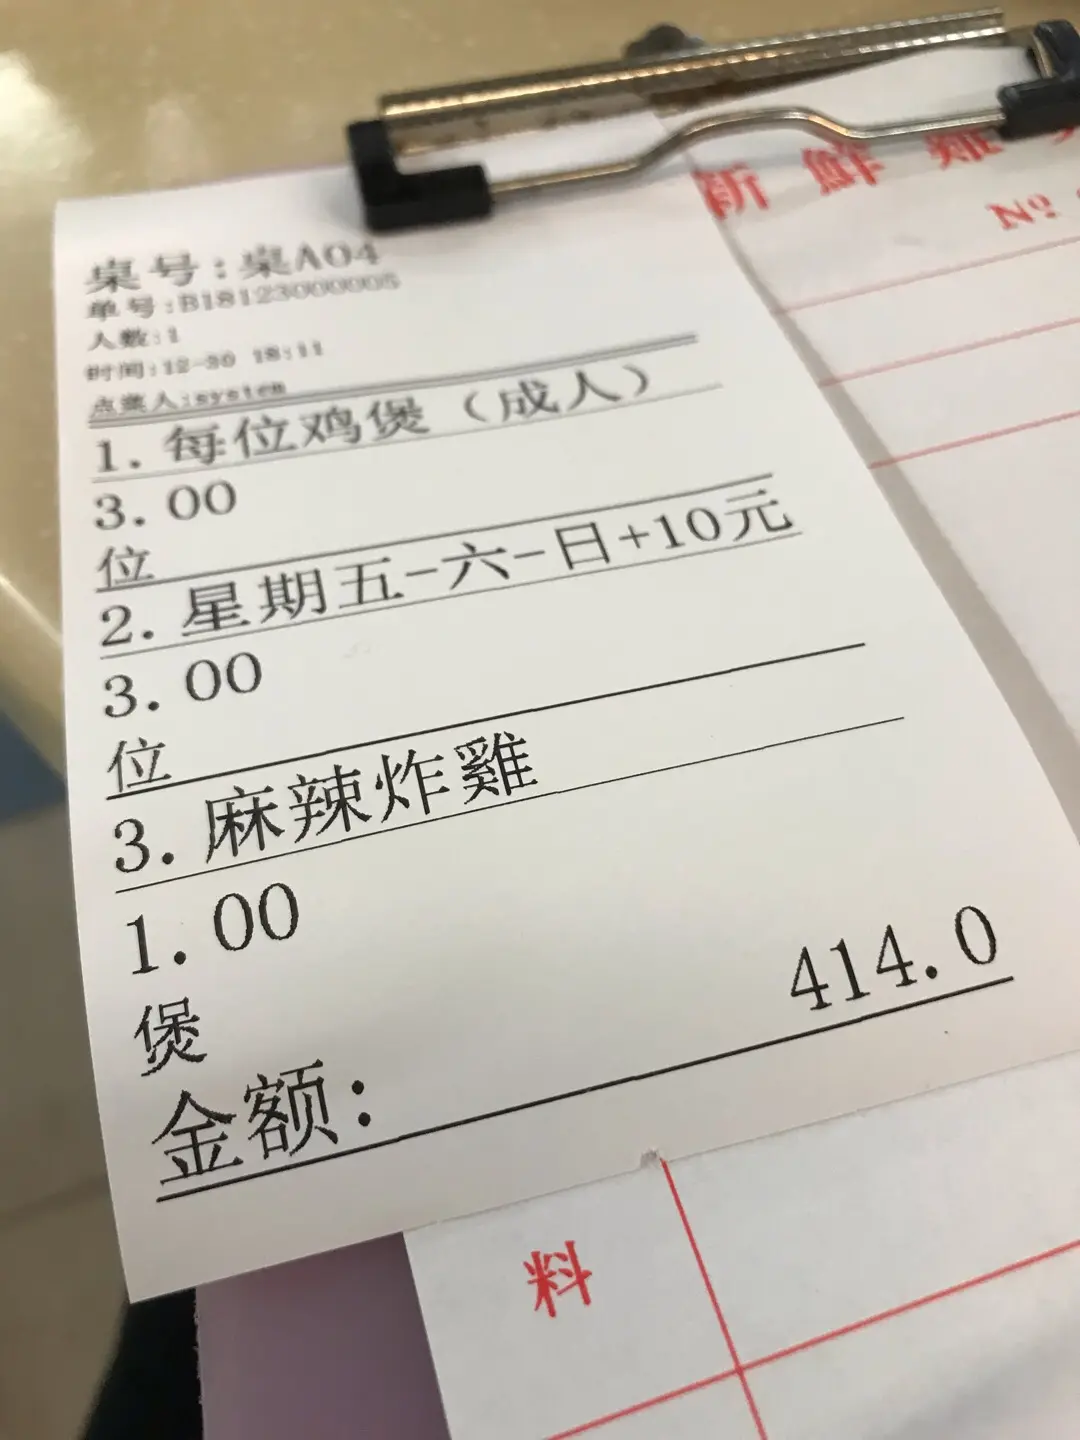 桌号:桌A04
单号:B18123000005
人数:1
时间:12-30 18:11
点菜人:system
1. 每位鸡煲（成人）
3.00
位
2. 星期五-六-日+10元
3.00
位
3. 麻辣炸雞
1.00
煲
414.0
金额:
新鮮雞
Nº
料